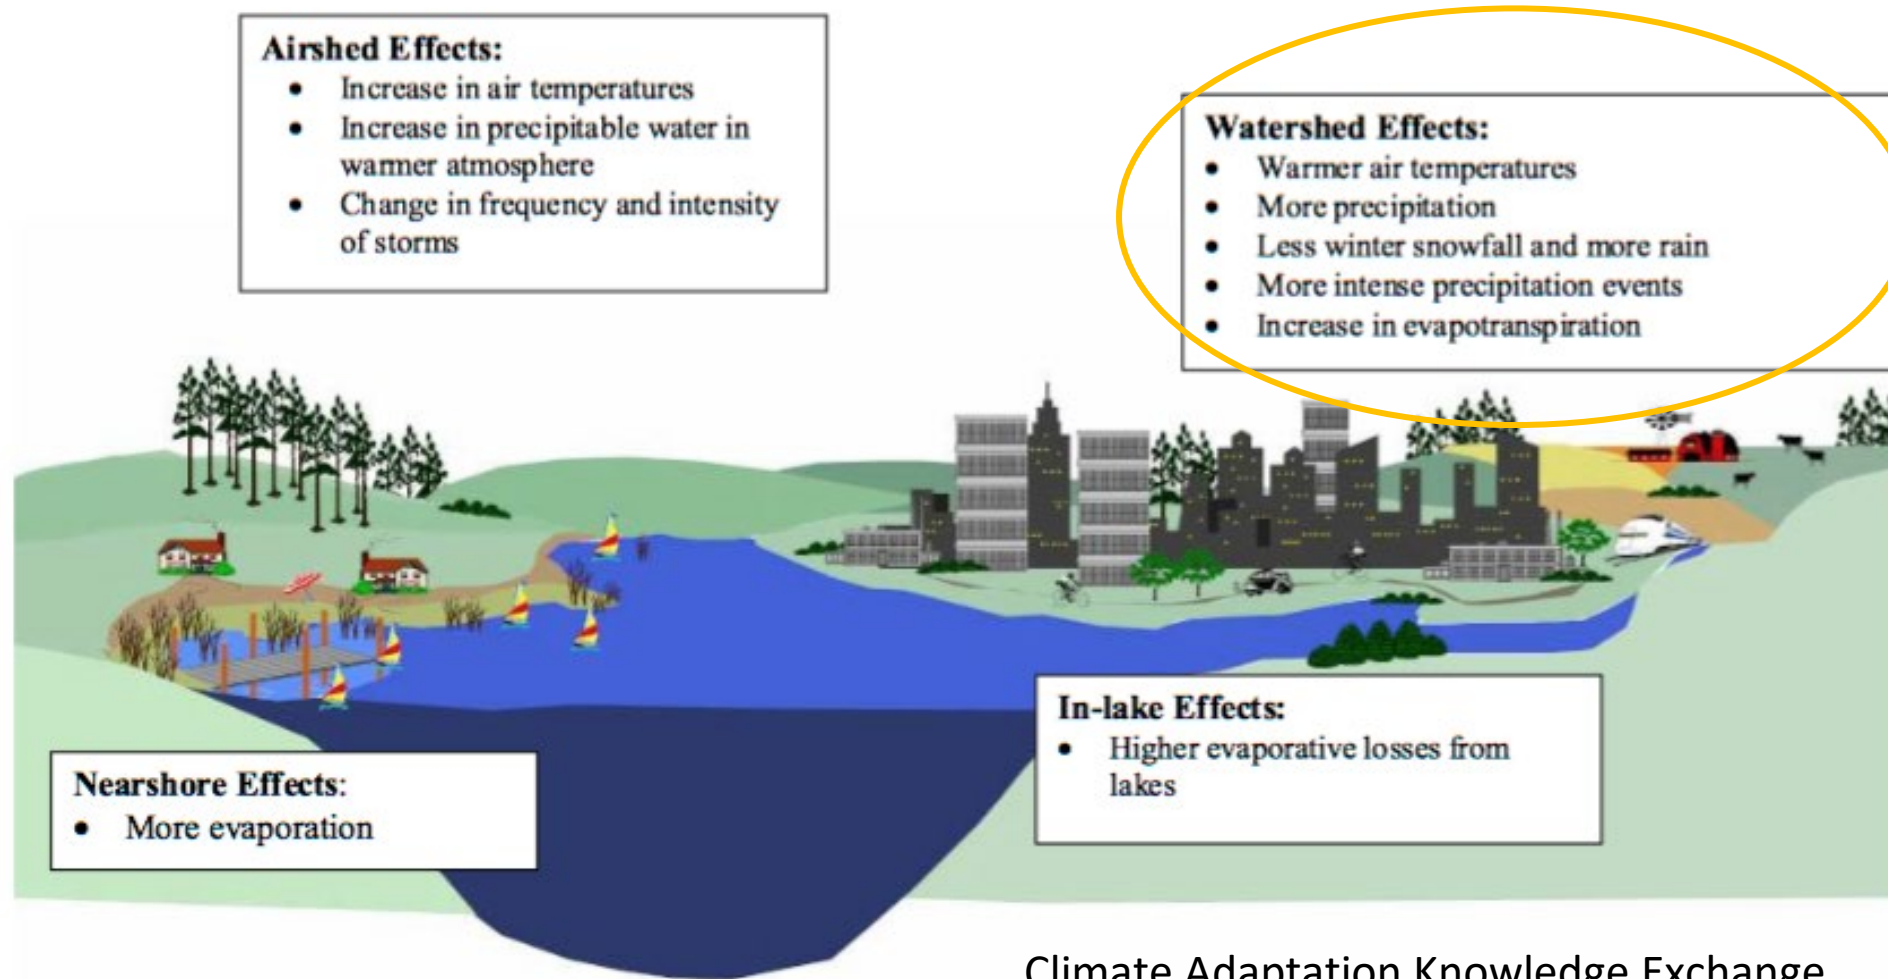 Airshed Effects:
• Increase in air temperatures
• Increase in precipitable water in
warmer atmosphere
• Change in frequency and intensity
of storms
Watershed Effects:
• Warmer air temperatures
• More precipitation
• Less winter snowfall and more rain
• More intense precipitation events
• Increase in evapotranspiration
In-lake Effects:
• Higher evaporative losses from
lakes
Nearshore Effects:
• More evaporation
Climate Adaptation Knowledge Exchange